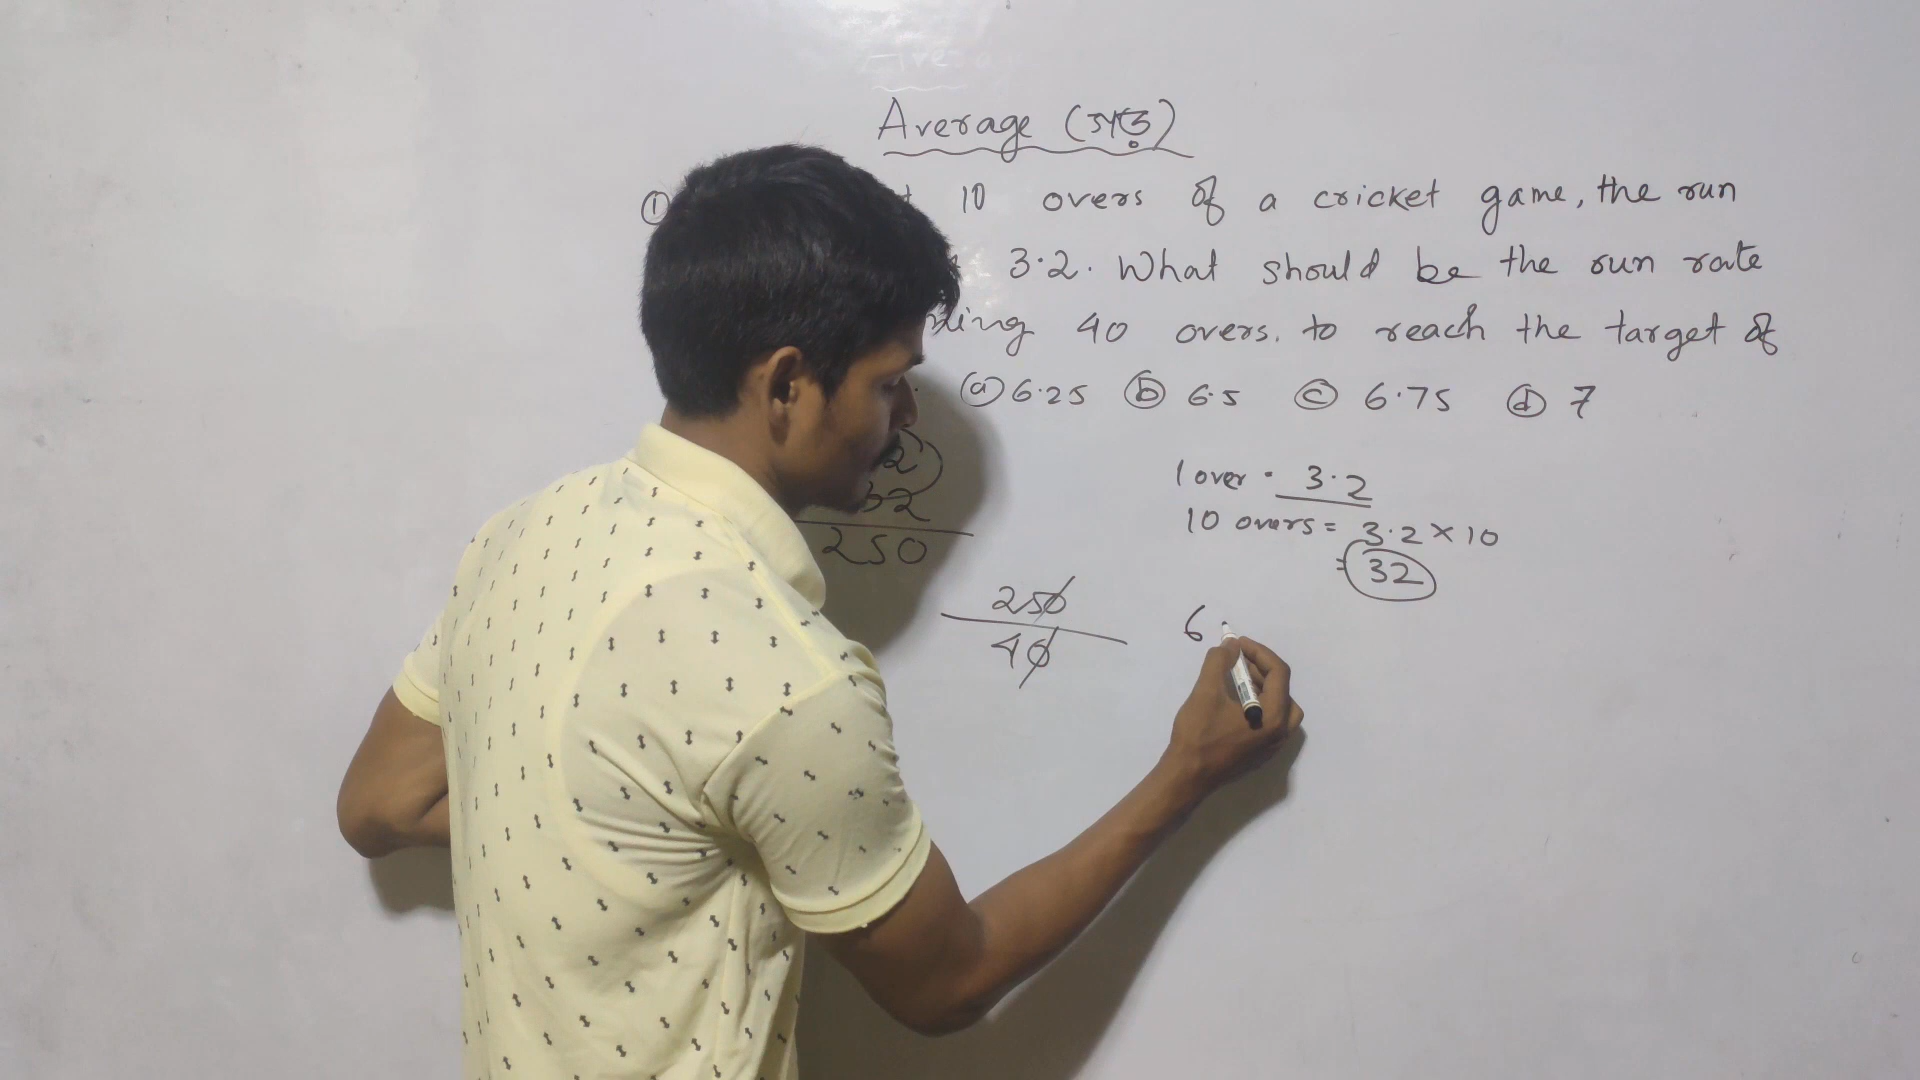 Average (গড়)
① 10 overs of a cricket game, the run
3.2. What should be the run rate
40 overs. to reach the target of
ⓐ 6.25 ⓑ 6.5 ⓒ 6.75 ⓓ 7
1 over = 3.2
10 overs = 3.2 × 10
= 32
250
250
40
6